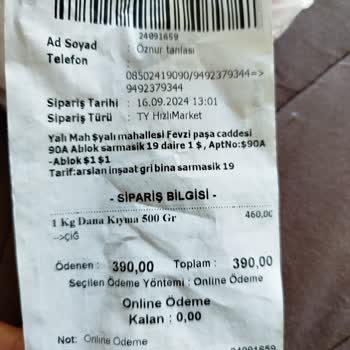 24091659
Ad Soyad : Öznur tanlası
Telefon :
08502419090/9492379344=>
9492379344
Sipariş Tarihi : 16.09.2024 13:01
Sipariş Türü : TY HızlıMarket
Yalı Mah $yalı mahallesi Fevzi paşa caddesi
90A Ablok sarmasik 19 daire 1 $ , AptNo:$90A
-Ablok $1 $1
Tarif:arslan inşaat gri bina sarmasik 19
- SİPARİŞ BİLGİSİ -
1 Kg Dana Kıyma 500 Gr 460,00
-->ÇİĞ
Ödenen : 390,00 Toplam : 390,00
Seçilen Ödeme Yöntemi : Online Ödeme
Online Ödeme
Kalan : 0,00
Not: Online Ödeme
24091659